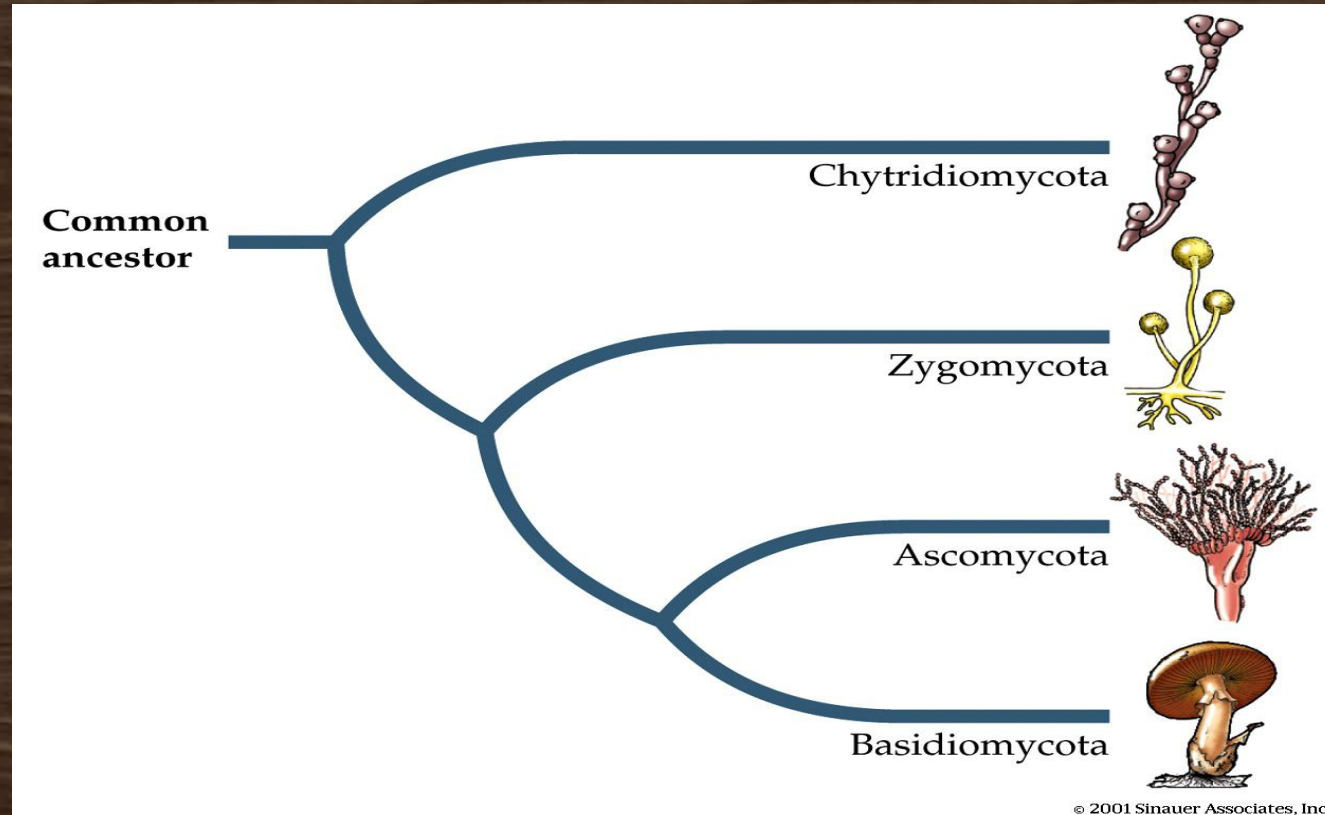 Chytridiomycota
Common
ancestor
Zygomycota
Ascomycota
Basidiomycota
© 2001 Sinauer Associates, Inc